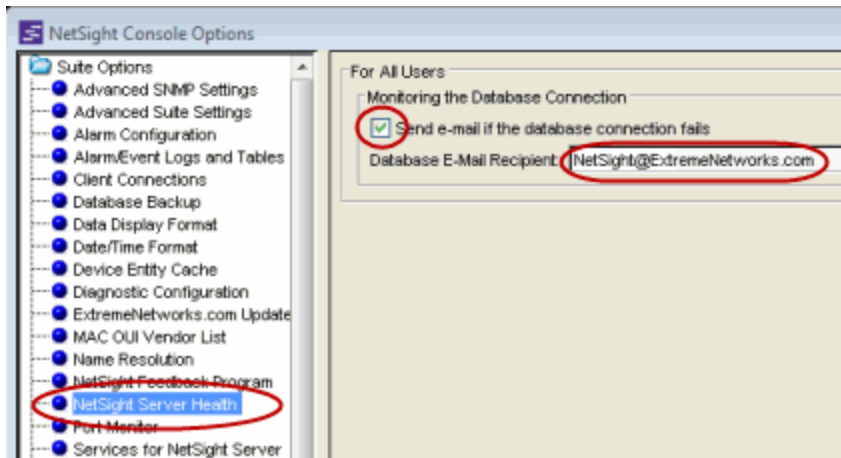 NetSight Console Options
Suite Options
Advanced SNMP Settings
Advanced Suite Settings
Alarm Configuration
Alarm/Event Logs and Tables
Client Connections
Database Backup
Data Display Format
Date/Time Format
Device Entity Cache
Diagnostic Configuration
ExtremeNetworks.com Update
MAC OUI Vendor List
Name Resolution
NetSight Feedback Program
NetSight Server Health
Port Monitor
Services for NetSight Server
For All Users
Monitoring the Database Connection
Send e-mail if the database connection fails
Database E-Mail Recipient: NetSight@ExtremeNetworks.com